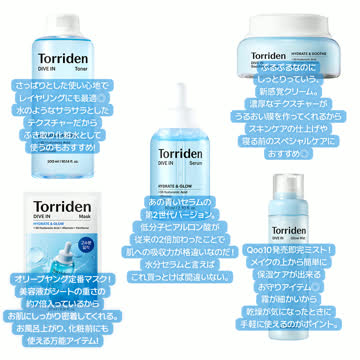 Torriden
DIVE IN
Toner
さっぱりとした使い心地で
レイヤリングにも最適◎
水のようなサラサラとした
テクスチャーだから
ふき取り化粧水として
使うのもおすすめ!
300ml / 10.14 fl. oz.
Torriden
DIVE IN
HYDRATE & SOOTHE
ぷるぷるなのに
しっとりっていう、
新感覚クリーム。
濃厚なテクスチャーが
うるおい膜を作ってくれるから
スキンケアの仕上げや
寝る前のスペシャルケアに
おすすめ◎
Torriden
DIVE IN
Serum
HYDRATE & GLOW
あの青いセラムの
第2世代バージョン。
低分子ヒアルロン酸が
従来の2倍加わったことで
肌への吸収力が格違いなのだ!
水分セラムと言えば
これ買っとけば間違いない。
Torriden
DIVE IN
Mask
HYDRATE & GLOW
オリーブヤング定番マスク!
美容液がシートの重さの
約7倍入っているから
お肌にしっかり密着してくれる。
お風呂上がり、化粧前にも
使える万能アイテム!
Torriden
DIVE IN
Qoo10発売即完ミスト!
メイクの上から簡単に
保湿ケアが出来る
お守りアイテム◎
霧が細かいから
乾燥が気になったときに
手軽に使えるのがポイント。